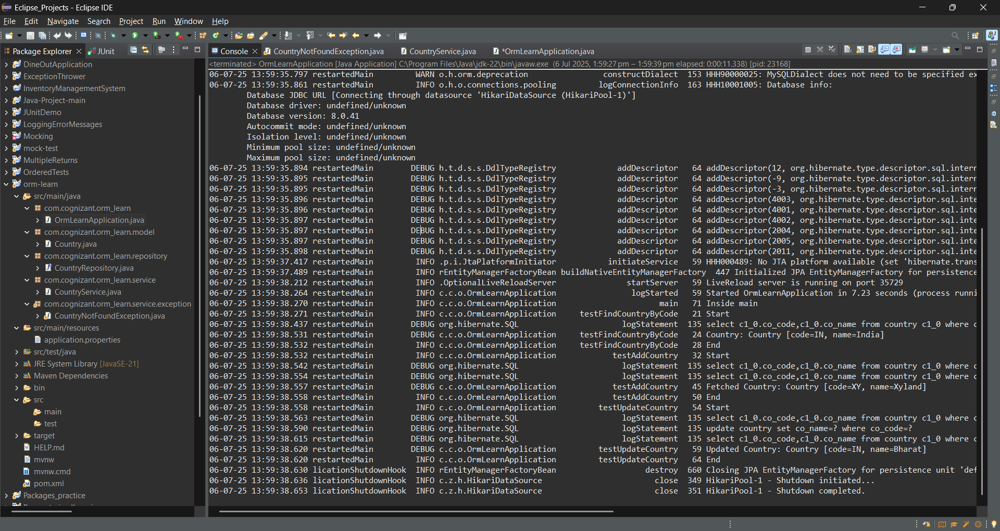 Eclipse_Projects - Eclipse IDE
File Edit Navigate Search Project Run Window Help
Package Explorer JUnit
DineOutApplication
ExceptionThrower
InventoryManagementSystem
Java-Project-main
JUnitDemo
LoggingErrorMessages
Mocking
mock-test
MultipleReturns
OrderedTests
orm-learn
src/main/java
com.cognizant.orm_learn
OrmLearnApplication.java
com.cognizant.orm_learn.model
Country.java
com.cognizant.orm_learn.repository
CountryRepository.java
com.cognizant.orm_learn.service
CountryService.java
com.cognizant.orm_learn.service.exception
CountryNotFoundException.java
src/main/resources
application.properties
src/test/java
JRE System Library [JavaSE-21]
Maven Dependencies
bin
src
main
test
target
HELP.md
mvnw
mvnw.cmd
pom.xml
Packages_practice
Console CountryNotFoundException.java CountryService.java *OrmLearnApplication.java
<terminated> OrmLearnApplication [Java Application] C:\Program Files\Java\jdk-22\bin\javaw.exe (6 Jul 2025, 1:59:27 pm – 1:59:39 pm elapsed: 0:00:11.338) [pid: 23168]
06-07-25 13:59:35.797 restartedMain WARN o.h.orm.deprecation constructDialect 153 HHH90000025: MySQLDialect does not need to be specified ex
06-07-25 13:59:35.861 restartedMain INFO o.h.o.connections.pooling logConnectionInfo 163 HHH10001005: Database info:
Database JDBC URL [Connecting through datasource 'HikariDataSource (HikariPool-1)']
Database driver: undefined/unknown
Database version: 8.0.41
Autocommit mode: undefined/unknown
Isolation level: undefined/unknown
Minimum pool size: undefined/unknown
Maximum pool size: undefined/unknown
06-07-25 13:59:35.894 restartedMain DEBUG h.t.d.s.s.DdlTypeRegistry addDescriptor 64 addDescriptor(12, org.hibernate.type.descriptor.sql.interr
06-07-25 13:59:35.895 restartedMain DEBUG h.t.d.s.s.DdlTypeRegistry addDescriptor 64 addDescriptor(-9, org.hibernate.type.descriptor.sql.interr
06-07-25 13:59:35.895 restartedMain DEBUG h.t.d.s.s.DdlTypeRegistry addDescriptor 64 addDescriptor(-3, org.hibernate.type.descriptor.sql.interr
06-07-25 13:59:35.896 restartedMain DEBUG h.t.d.s.s.DdlTypeRegistry addDescriptor 64 addDescriptor(4003, org.hibernate.type.descriptor.sql.inte
06-07-25 13:59:35.896 restartedMain DEBUG h.t.d.s.s.DdlTypeRegistry addDescriptor 64 addDescriptor(4001, org.hibernate.type.descriptor.sql.inte
06-07-25 13:59:35.897 restartedMain DEBUG h.t.d.s.s.DdlTypeRegistry addDescriptor 64 addDescriptor(4002, org.hibernate.type.descriptor.sql.inte
06-07-25 13:59:35.897 restartedMain DEBUG h.t.d.s.s.DdlTypeRegistry addDescriptor 64 addDescriptor(2004, org.hibernate.type.descriptor.sql.inte
06-07-25 13:59:35.897 restartedMain DEBUG h.t.d.s.s.DdlTypeRegistry addDescriptor 64 addDescriptor(2005, org.hibernate.type.descriptor.sql.inte
06-07-25 13:59:35.898 restartedMain DEBUG h.t.d.s.s.DdlTypeRegistry addDescriptor 64 addDescriptor(2011, org.hibernate.type.descriptor.sql.inte
06-07-25 13:59:37.417 restartedMain INFO .p.i.JtaPlatformInitiator initiateService 59 HHH000489: No JTA platform available (set 'hibernate.trans
06-07-25 13:59:37.489 restartedMain INFO rEntityManagerFactoryBean buildNativeEntityManagerFactory 447 Initialized JPA EntityManagerFactory for persistence
06-07-25 13:59:38.212 restartedMain INFO .OptionalLiveReloadServer startServer 59 LiveReload server is running on port 35729
06-07-25 13:59:38.264 restartedMain INFO c.c.o.OrmLearnApplication logStarted 59 Started OrmLearnApplication in 7.23 seconds (process runni
06-07-25 13:59:38.270 restartedMain INFO c.c.o.OrmLearnApplication main 71 Inside main
06-07-25 13:59:38.271 restartedMain INFO c.c.o.OrmLearnApplication testFindCountryByCode 21 Start
06-07-25 13:59:38.437 restartedMain DEBUG org.hibernate.SQL logStatement 135 select c1_0.co_code,c1_0.co_name from country c1_0 where c
06-07-25 13:59:38.531 restartedMain DEBUG c.c.o.OrmLearnApplication testFindCountryByCode 24 Country: Country [code=IN, name=India]
06-07-25 13:59:38.532 restartedMain INFO c.c.o.OrmLearnApplication testFindCountryByCode 28 End
06-07-25 13:59:38.532 restartedMain INFO c.c.o.OrmLearnApplication testAddCountry 32 Start
06-07-25 13:59:38.542 restartedMain DEBUG org.hibernate.SQL logStatement 135 select c1_0.co_code,c1_0.co_name from country c1_0 where c
06-07-25 13:59:38.554 restartedMain DEBUG org.hibernate.SQL logStatement 135 select c1_0.co_code,c1_0.co_name from country c1_0 where c
06-07-25 13:59:38.557 restartedMain DEBUG c.c.o.OrmLearnApplication testAddCountry 45 Fetched Country: Country [code=XY, name=Xyland]
06-07-25 13:59:38.558 restartedMain INFO c.c.o.OrmLearnApplication testAddCountry 50 End
06-07-25 13:59:38.558 restartedMain INFO c.c.o.OrmLearnApplication testUpdateCountry 54 Start
06-07-25 13:59:38.563 restartedMain DEBUG org.hibernate.SQL logStatement 135 select c1_0.co_code,c1_0.co_name from country c1_0 where c
06-07-25 13:59:38.590 restartedMain DEBUG org.hibernate.SQL logStatement 135 update country set co_name=? where co_code=?
06-07-25 13:59:38.615 restartedMain DEBUG org.hibernate.SQL logStatement 135 select c1_0.co_code,c1_0.co_name from country c1_0 where c
06-07-25 13:59:38.620 restartedMain DEBUG c.c.o.OrmLearnApplication testUpdateCountry 59 Updated Country: Country [code=IN, name=Bharat]
06-07-25 13:59:38.620 restartedMain INFO c.c.o.OrmLearnApplication testUpdateCountry 64 End
06-07-25 13:59:38.630 licationShutdownHook INFO rEntityManagerFactoryBean destroy 660 Closing JPA EntityManagerFactory for persistence unit 'def
06-07-25 13:59:38.636 licationShutdownHook INFO c.z.h.HikariDataSource close 349 HikariPool-1 - Shutdown initiated...
06-07-25 13:59:38.653 licationShutdownHook INFO c.z.h.HikariDataSource close 351 HikariPool-1 - Shutdown completed.